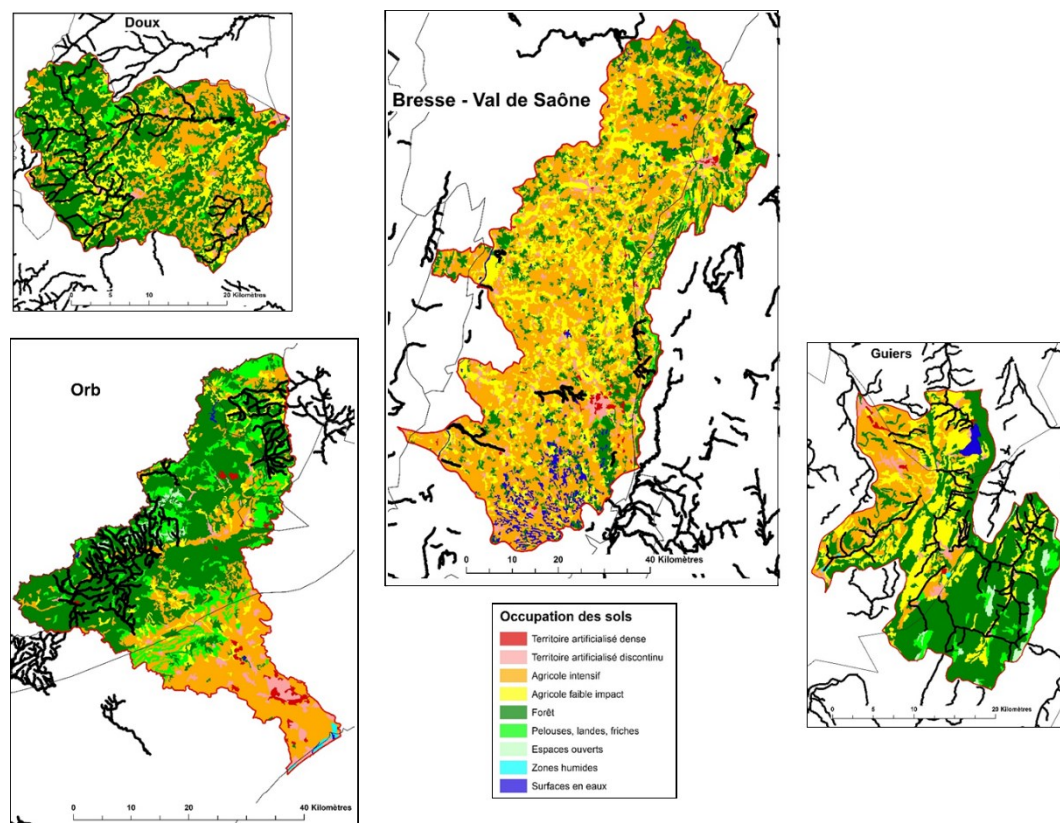 Doux
0 5 10 20 Kilomètres
Bresse - Val de Saône
0 10 20 40 Kilomètres
Orb
0 10 20 40 Kilomètres
Guiers
0 5 10 20 Kilomètres
Occupation des sols
Territoire artificialisé dense
Territoire artificialisé discontinu
Agricole intensif
Agricole faible impact
Forêt
Pelouses, landes, friches
Espaces ouverts
Zones humides
Surfaces en eaux